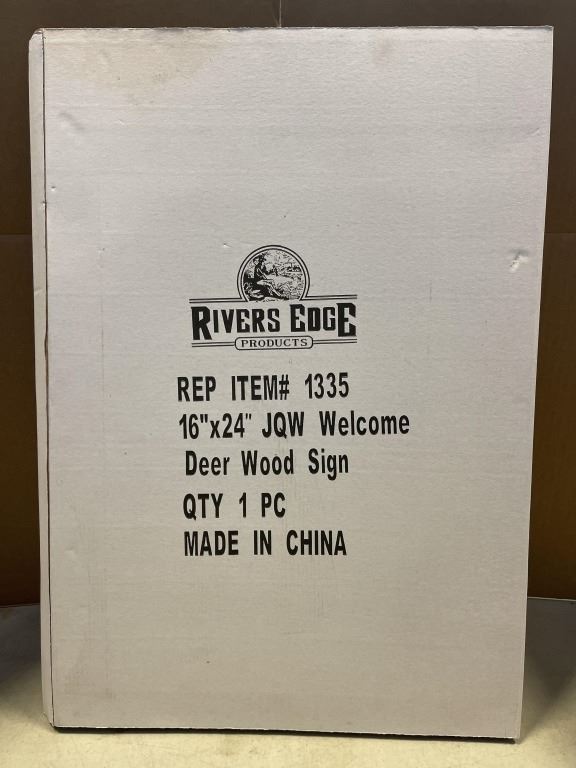 RIVERS EDGE
PRODUCTS
REP ITEM# 1335
16"x24" JQW Welcome
Deer Wood Sign
QTY 1 PC
MADE IN CHINA